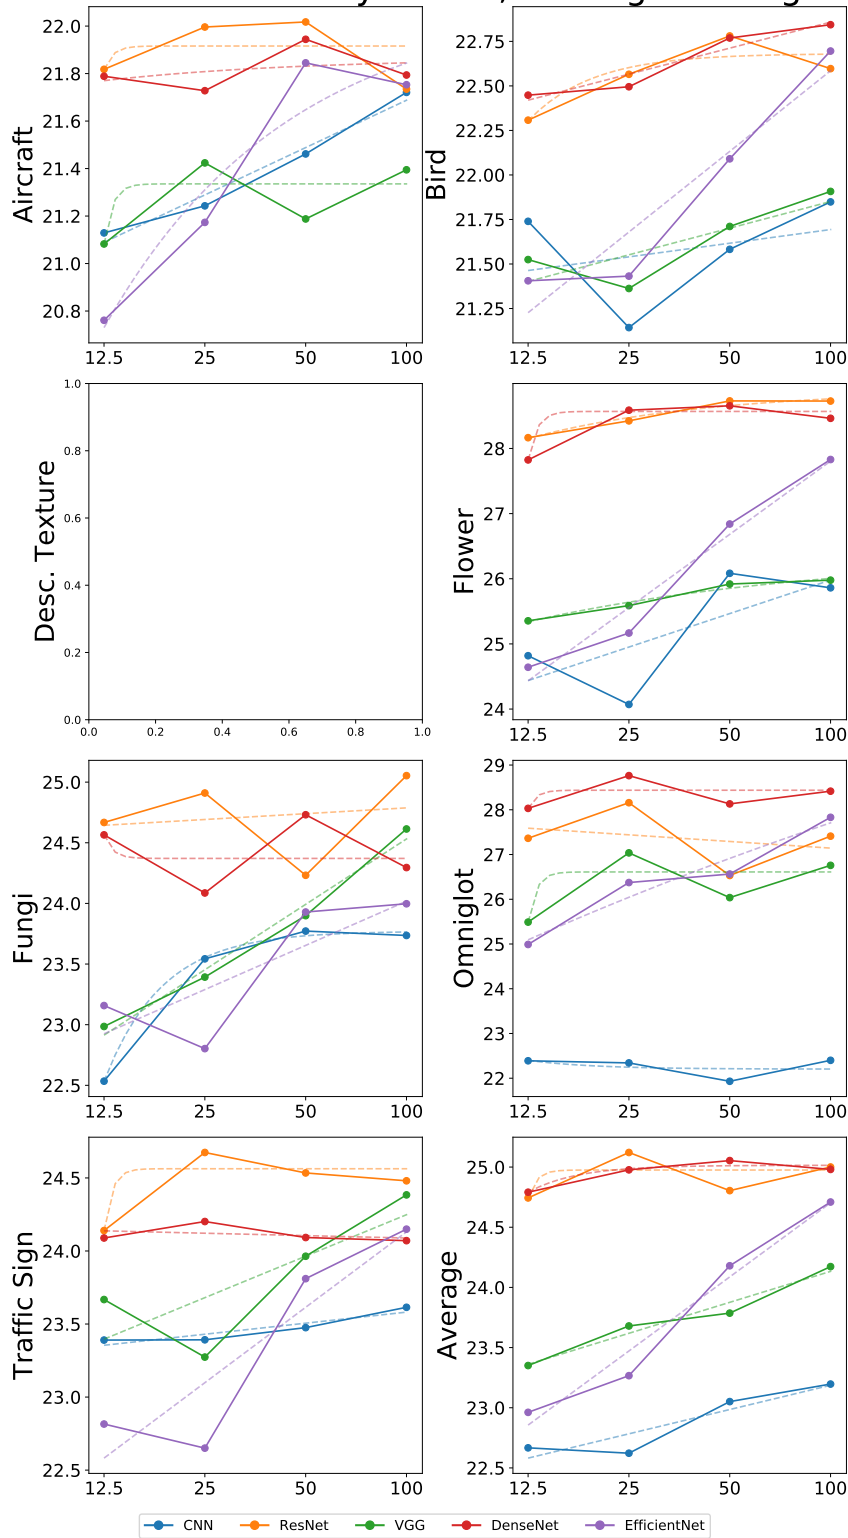 22.0
21.8
21.6
21.4
21.2
21.0
20.8
Aircraft
12.5 25 50 100
22.75
22.50
22.25
22.00
21.75
21.50
21.25
Bird
12.5 25 50 100
1.0
0.8
0.6
0.4
0.2
0.0
Desc. Texture
0.0 0.2 0.4 0.6 0.8 1.0
28
27
26
25
24
Flower
12.5 25 50 100
25.0
24.5
24.0
23.5
23.0
22.5
Fungi
12.5 25 50 100
29
28
27
26
25
24
23
22
Omniglot
12.5 25 50 100
24.5
24.0
23.5
23.0
22.5
Traffic Sign
12.5 25 50 100
25.0
24.5
24.0
23.5
23.0
22.5
Average
12.5 25 50 100
CNN ResNet VGG DenseNet EfficientNet